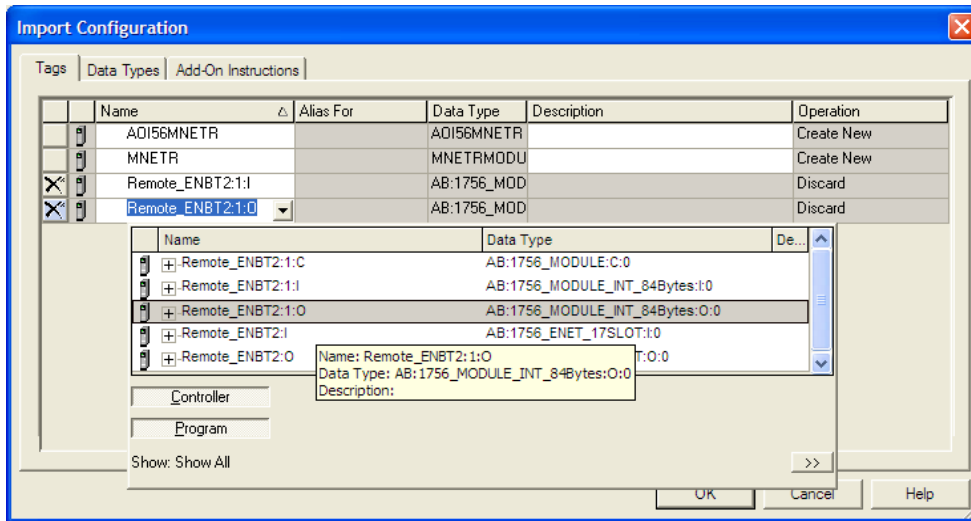 Import Configuration
Tags Data Types Add-On Instructions
Name Alias For Data Type Description Operation
AOI56MNETR AOI56MNETR Create New
MNETR MNETRMODU Create New
Remote_ENBT2:1:I AB:1756_MOD Discard
Remote_ENBT2:1:O AB:1756_MOD Discard
Name Data Type De...
Remote_ENBT2:1:C AB:1756_MODULE:C:0
Remote_ENBT2:1:I AB:1756_MODULE_INT_84Bytes:I:0
Remote_ENBT2:1:O AB:1756_MODULE_INT_84Bytes:O:0
Remote_ENBT2:I AB:1756_ENET_17SLOT:I:0
Remote_ENBT2:O T:O:0
Name: Remote_ENBT2:1:O
Data Type: AB:1756_MODULE_INT_84Bytes:O:0
Description:
Controller
Program
Show: Show All >>
OK Cancel Help